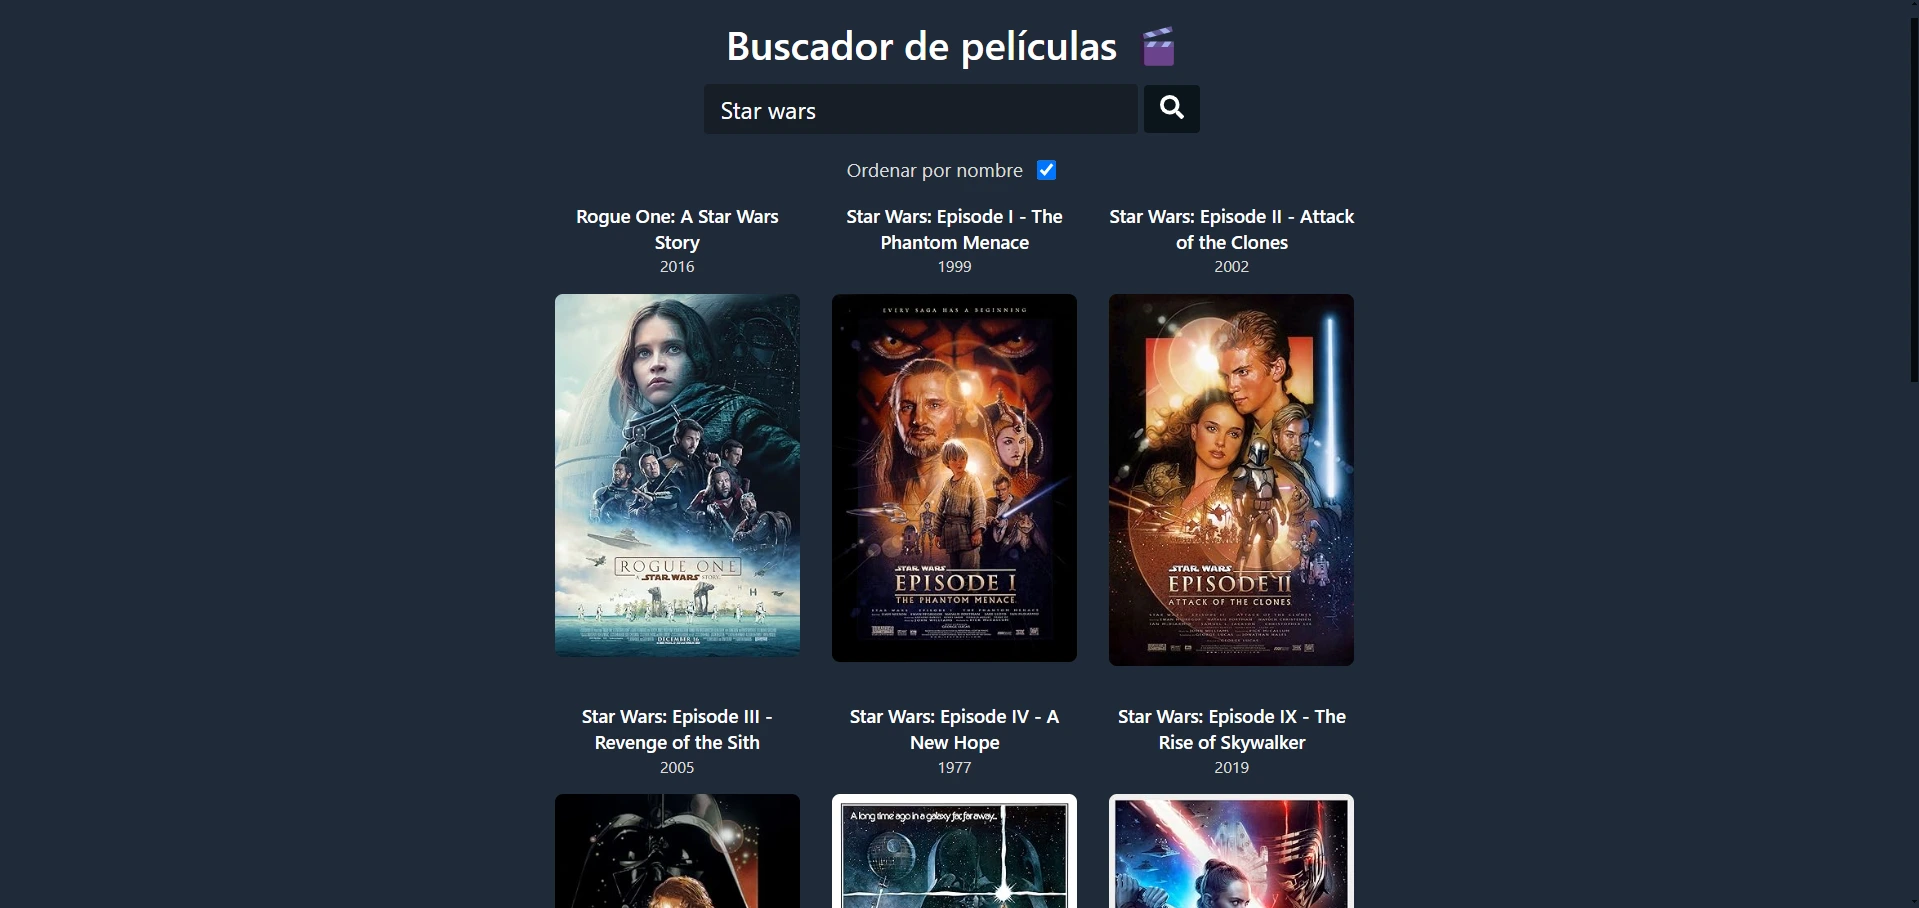 Buscador de películas
Star wars
Ordenar por nombre
Rogue One: A Star Wars
Story
2016
Star Wars: Episode I - The
Phantom Menace
1999
Star Wars: Episode II - Attack
of the Clones
2002
ROGUE ONE
A STAR WARS STORY
DECEMBER 16
EVERY SAGA HAS A BEGINNING
STAR WARS
EPISODE I
THE PHANTOM MENACE
STAR WARS
EPISODE II
ATTACK OF THE CLONES
Star Wars: Episode III -
Revenge of the Sith
2005
Star Wars: Episode IV - A
New Hope
1977
Star Wars: Episode IX - The
Rise of Skywalker
2019
A long time ago in a galaxy far, far away...